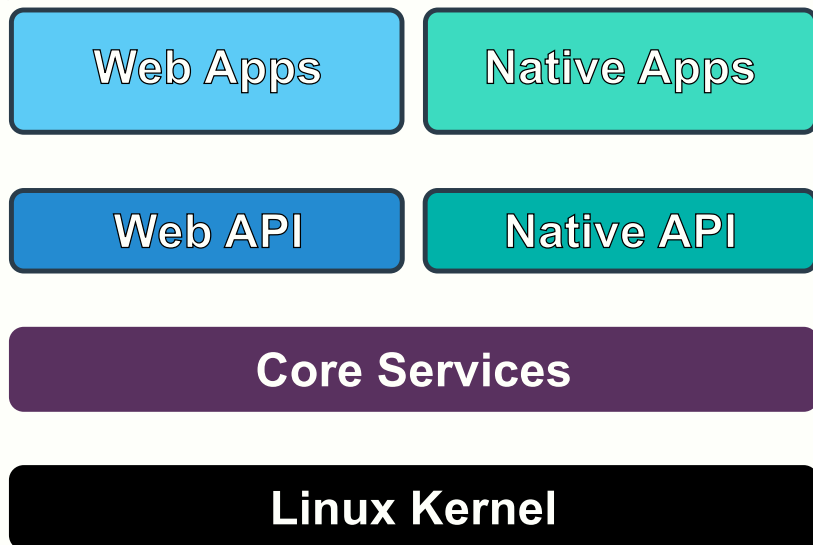 Web Apps
Native Apps
Web API
Native API
Core Services
Linux Kernel